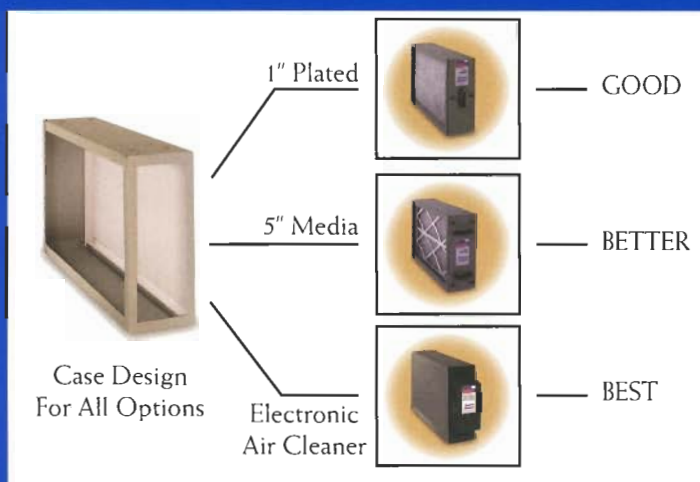 1" Plated
GOOD
5" Media
BETTER
Case Design
For All Options
Electronic
Air Cleaner
BEST